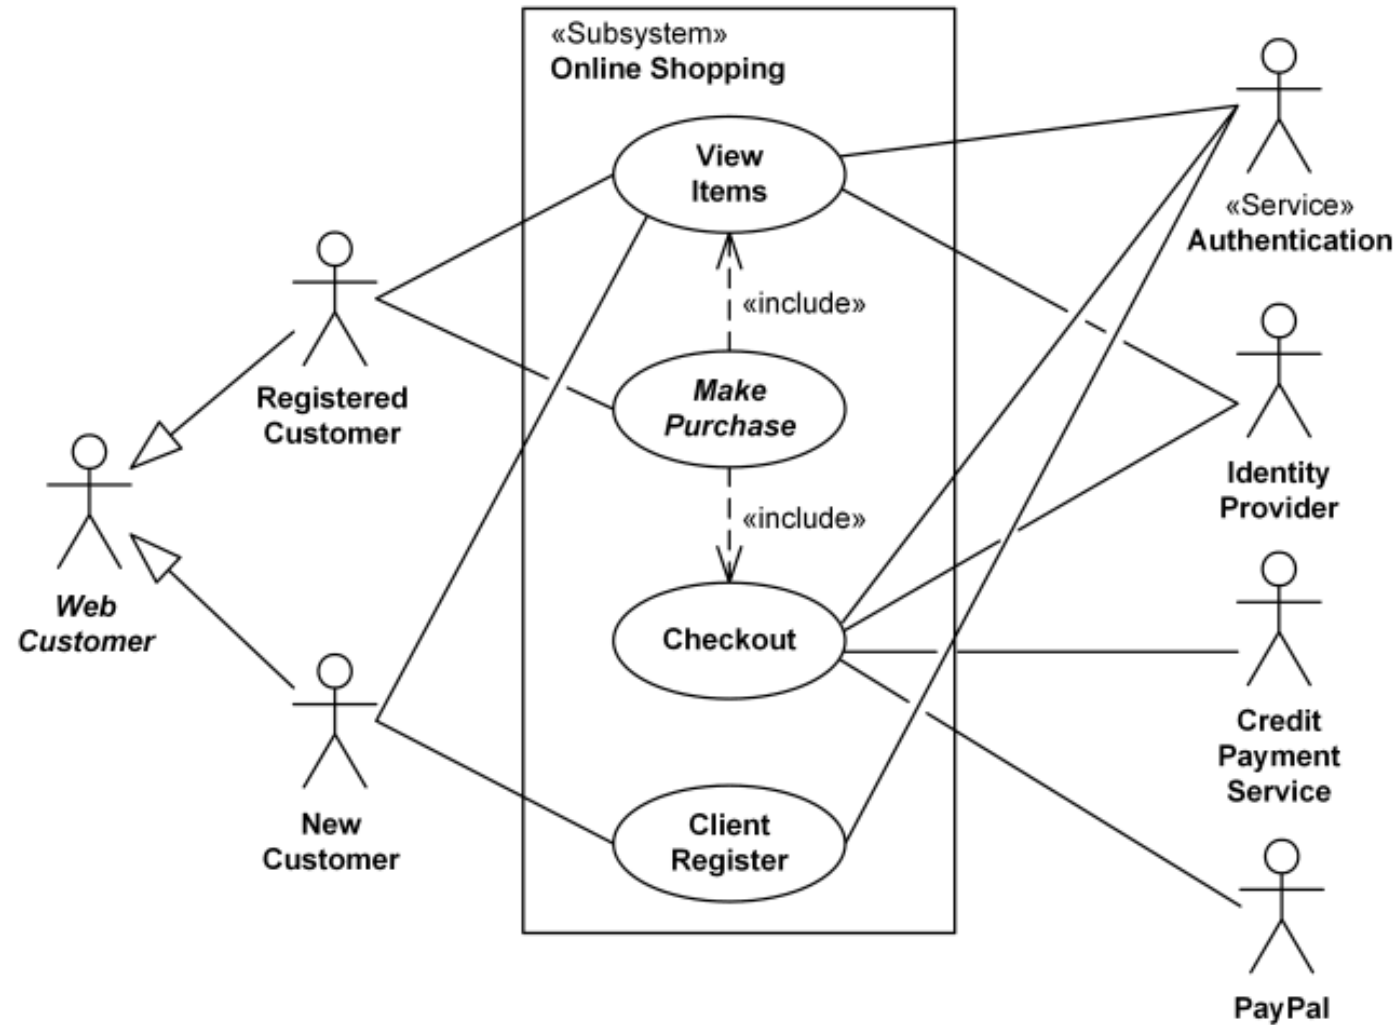 «Subsystem»
Online Shopping
View
Items
«include»
Make
Purchase
«include»
Checkout
Client
Register
Registered
Customer
Web
Customer
New
Customer
«Service»
Authentication
Identity
Provider
Credit
Payment
Service
PayPal